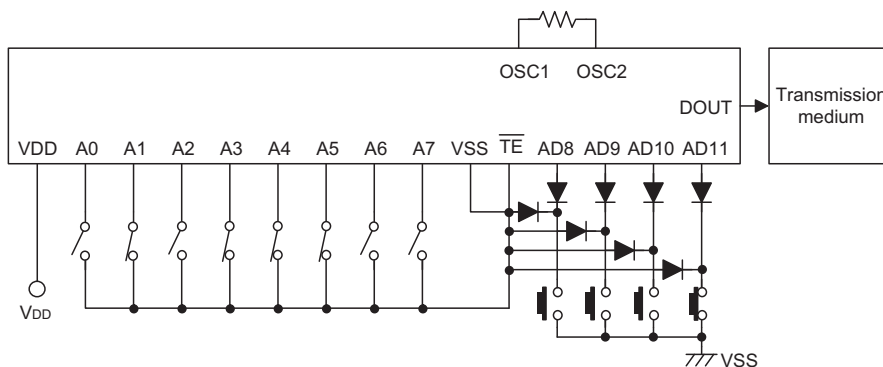 OSC1 OSC2
DOUT
Transmission
medium
VDD A0 A1 A2 A3 A4 A5 A6 A7 VSS TE AD8 AD9 AD10 AD11
VDD
VSS